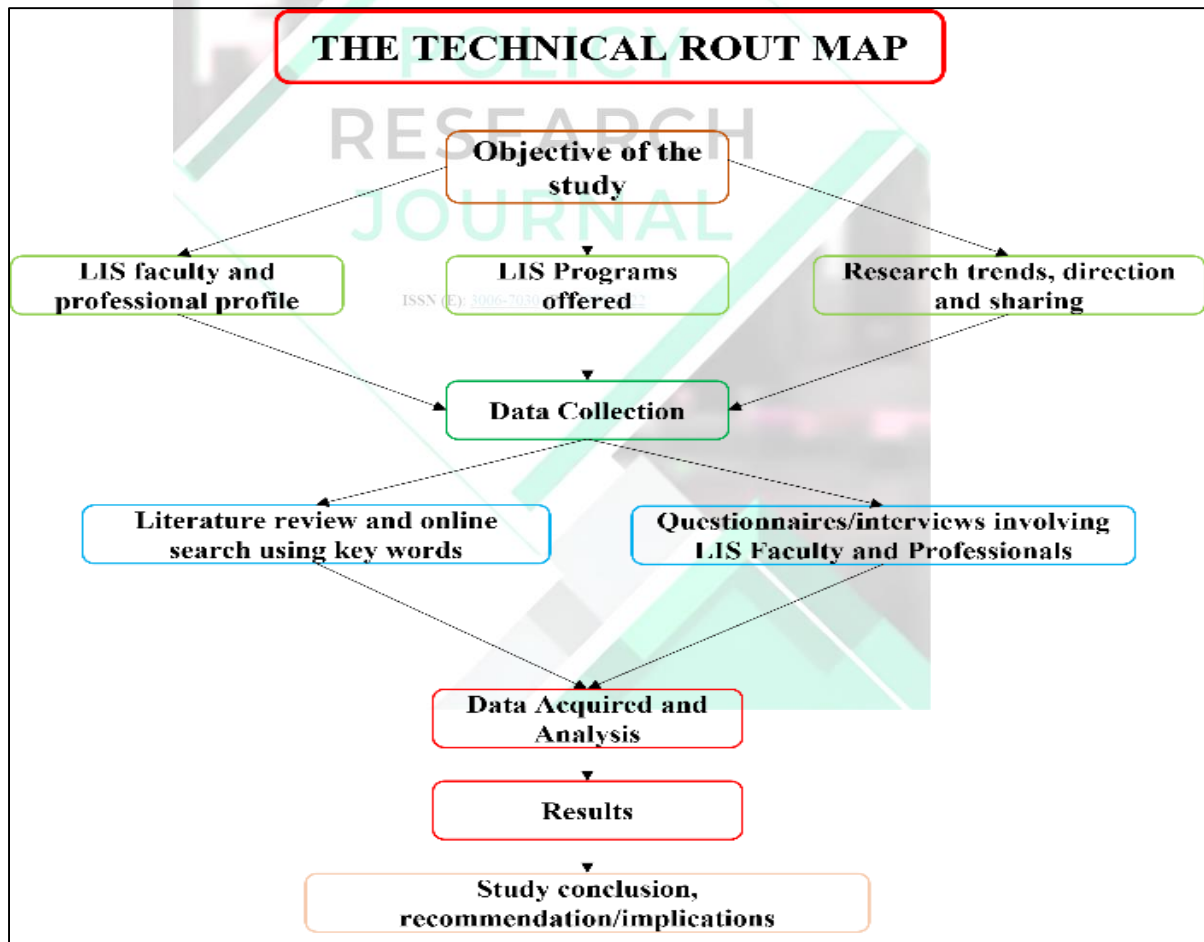 THE TECHNICAL ROUT MAP
POLICY
RESEARCH
JOURNAL
Objective of the
study
LIS faculty and
professional profile
LIS Programs
offered
Research trends, direction
and sharing
ISSN (E): 3006-7030
Data Collection
Literature review and online
search using key words
Questionnaires/interviews involving
LIS Faculty and Professionals
Data Acquired and
Analysis
Results
Study conclusion,
recommendation/implications